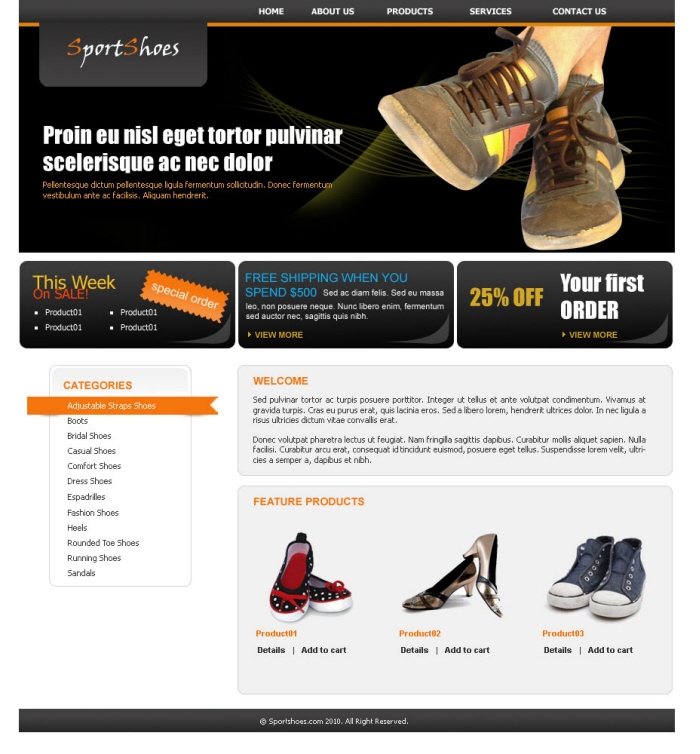 HOME ABOUT US PRODUCTS SERVICES CONTACT US
SportShoes
Proin eu nisl eget tortor pulvinar
scelerisque ac nec dolor
Pellentesque dictum pellentesque ligula fermentum sollicitudin. Donec fermentum
vestibulum ante ac facilisis. Aliquam hendrerit.
This Week
On SALE!
special order
Product01 Product01
Product01 Product01
FREE SHIPPING WHEN YOU
SPEND $500 Sed ac diam felis. Sed eu massa
leo, non posuere neque. Nunc libero enim, fermentum
sed auctor nec, sagittis quis nibh.
VIEW MORE
25% OFF
Your first
ORDER
VIEW MORE
CATEGORIES
Adjustable Straps Shoes
Boots
Bridal Shoes
Casual Shoes
Comfort Shoes
Dress Shoes
Espadrilles
Fashion Shoes
Heels
Rounded Toe Shoes
Running Shoes
Sandals
WELCOME
Sed pulvinar tortor ac turpis posuere porttitor. Integer ut tellus et ante volutpat condimentum. Vivamus at
gravida turpis. Cras eu purus erat, quis lacinia eros. Sed a libero lorem, hendrerit ultrices dolor. In nec ligula a
risus ultricies dictum vitae convallis erat.
Donec volutpat pharetra lectus ut feugiat. Nam fringilla sagittis dapibus. Curabitur mollis aliquet sapien. Nulla
facilisi. Curabitur arcu erat, consequat id tincidunt euismod, posuere eget tellus. Suspendisse lorem velit, ultri-
cies a semper a, dapibus et nibh.
FEATURE PRODUCTS
Product01 Product02 Product03
Details | Add to cart Details | Add to cart Details | Add to cart
© Sportshoes.com 2010. All Right Reserved.